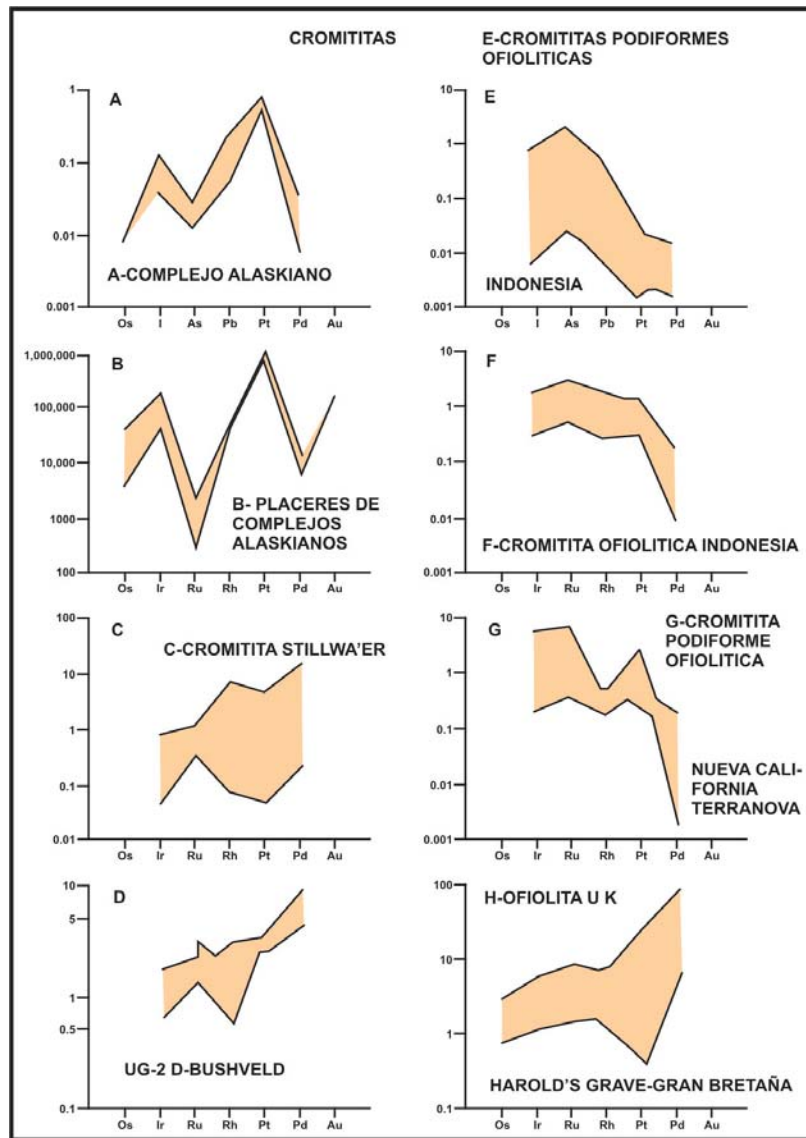 CROMITITAS
E-CROMITITAS PODIFORMES
OFIOLITICAS
A
1
0.1
0.01
0.001
A-COMPLEJO ALASKIANO
Os I As Pb Pt Pd Au
E
10
1
0.1
0.01
0.001
INDONESIA
Os I As Pb Pt Pd Au
B
1,000,000
100,000
10,000
1000
100
B- PLACERES DE
COMPLEJOS
ALASKIANOS
Os Ir Ru Rh Pt Pd Au
F
10
1
0.1
0.01
0.001
F-CROMITITA OFIOLITICA INDONESIA
Os Ir Ru Rh Pt Pd Au
C
100
10
1
0.1
0.01
C-CROMITITA STILLWA'ER
Os Ir Ru Rh Pt Pd Au
G
10
1
0.1
0.01
0.001
G-CROMITITA
PODIFORME
OFIOLITICA
NUEVA CALI-
FORNIA
TERRANOVA
Os Ir Ru Rh Pt Pd Au
D
10
5
1
0.5
0.1
UG-2 D-BUSHVELD
Os Ir Ru Rh Pt Pd Au
H-OFIOLITA U K
100
10
1
0.1
HAROLD'S GRAVE-GRAN BRETAÑA
Os Ir Ru Rh Pt Pd Au